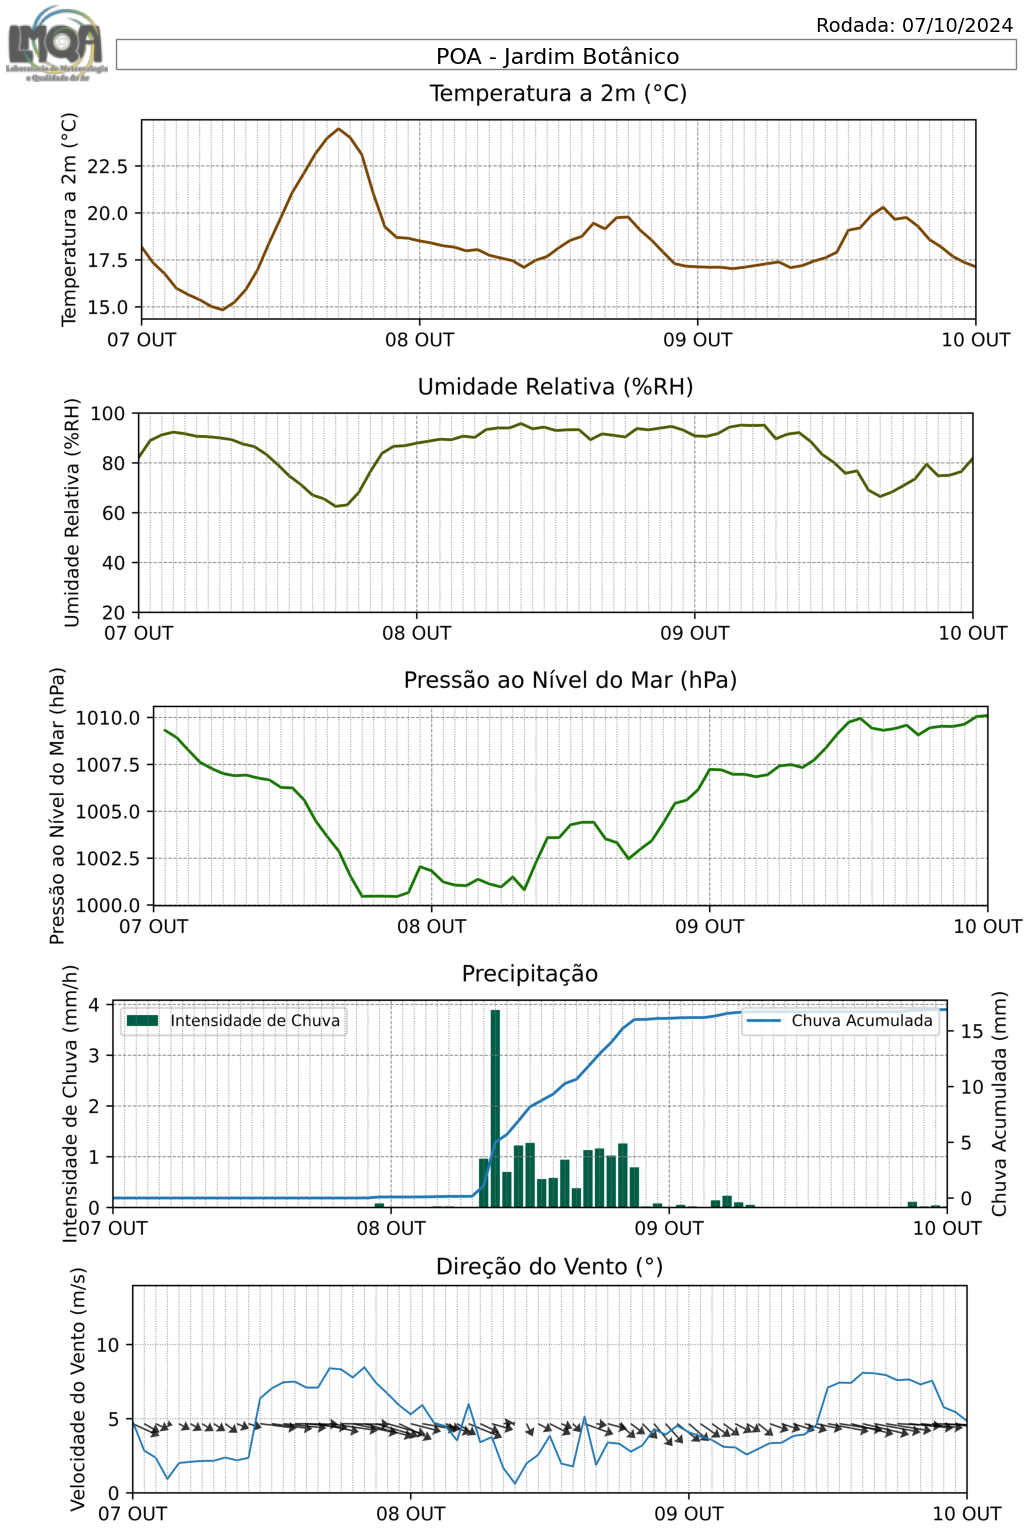 LMQA
Laboratório de Meteorologia
e Qualidade do Ar
Rodada: 07/10/2024
POA - Jardim Botânico
Temperatura a 2m (°C)
Temperatura a 2m (°C)
22.5
20.0
17.5
15.0
07 OUT 08 OUT 09 OUT 10 OUT
Umidade Relativa (%RH)
Umidade Relativa (%RH)
100
80
60
40
20
07 OUT 08 OUT 09 OUT 10 OUT
Pressão ao Nível do Mar (hPa)
Pressão ao Nível do Mar (hPa)
1010.0
1007.5
1005.0
1002.5
1000.0
07 OUT 08 OUT 09 OUT 10 OUT
Precipitação
Intensidade de Chuva (mm/h)
4
3
2
1
0
Intensidade de Chuva
Chuva Acumulada
15
10
5
0
Chuva Acumulada (mm)
07 OUT 08 OUT 09 OUT 10 OUT
Direção do Vento (°)
Velocidade do Vento (m/s)
10
5
0
07 OUT 08 OUT 09 OUT 10 OUT